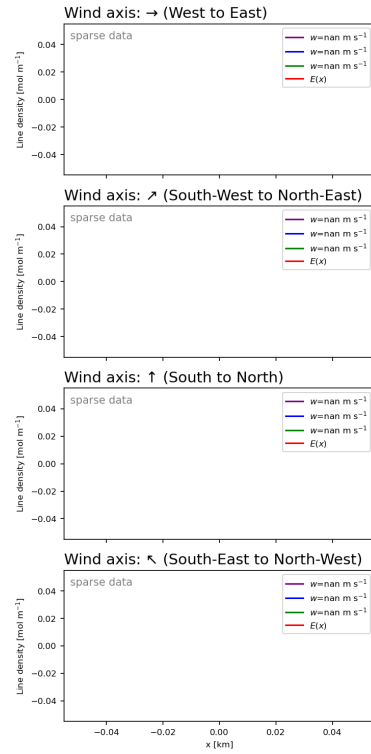 Wind axis: → (West to East)
sparse data
w=nan m s⁻¹
w=nan m s⁻¹
w=nan m s⁻¹
E(x)
Line density [mol m⁻¹]
0.04
0.02
0.00
−0.02
−0.04
Wind axis: ↗ (South-West to North-East)
sparse data
w=nan m s⁻¹
w=nan m s⁻¹
w=nan m s⁻¹
E(x)
Line density [mol m⁻¹]
0.04
0.02
0.00
−0.02
−0.04
Wind axis: ↑ (South to North)
sparse data
w=nan m s⁻¹
w=nan m s⁻¹
w=nan m s⁻¹
E(x)
Line density [mol m⁻¹]
0.04
0.02
0.00
−0.02
−0.04
Wind axis: ↖ (South-East to North-West)
sparse data
w=nan m s⁻¹
w=nan m s⁻¹
w=nan m s⁻¹
E(x)
Line density [mol m⁻¹]
0.04
0.02
0.00
−0.02
−0.04
−0.04 −0.02 0.00 0.02 0.04
x [km]